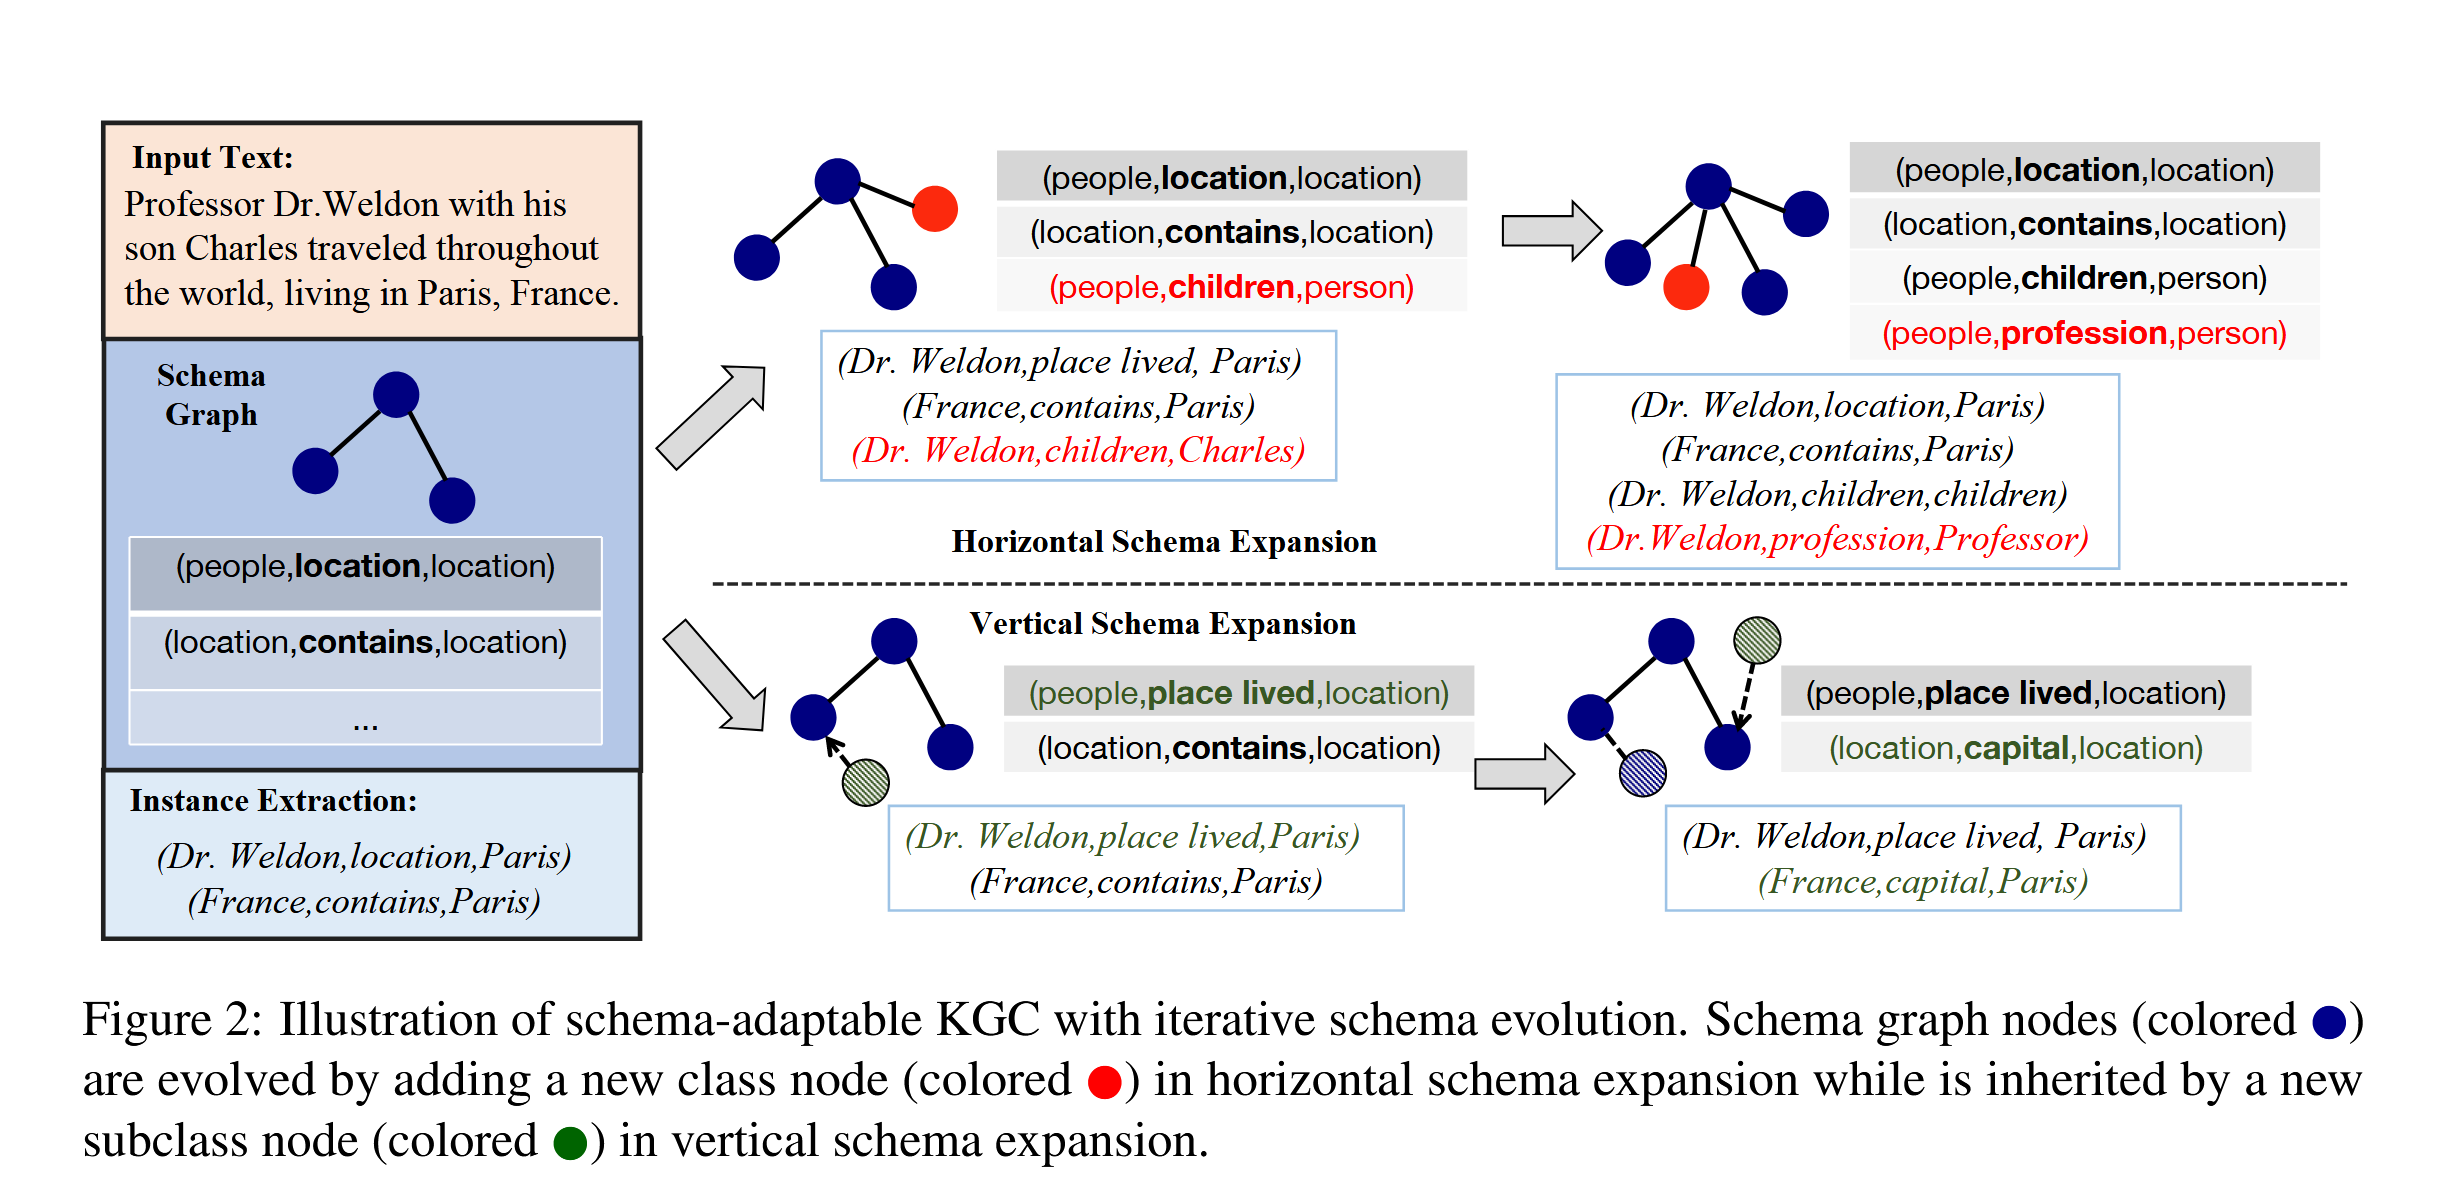 Input Text:
Professor Dr.Weldon with his
son Charles traveled throughout
the world, living in Paris, France.
Schema
Graph
(people,location,location)
(location,contains,location)
...
Instance Extraction:
(Dr. Weldon,location,Paris)
(France,contains,Paris)
(people,location,location)
(location,contains,location)
(people,children,person)
(Dr. Weldon,place lived, Paris)
(France,contains,Paris)
(Dr. Weldon,children,Charles)
(people,location,location)
(location,contains,location)
(people,children,person)
(people,profession,person)
(Dr. Weldon,location,Paris)
(France,contains,Paris)
(Dr. Weldon,children,children)
(Dr.Weldon,profession,Professor)
Horizontal Schema Expansion
Vertical Schema Expansion
(people,place lived,location)
(location,contains,location)
(Dr. Weldon,place lived,Paris)
(France,contains,Paris)
(people,place lived,location)
(location,capital,location)
(Dr. Weldon,place lived, Paris)
(France,capital,Paris)
Figure 2: Illustration of schema-adaptable KGC with iterative schema evolution. Schema graph nodes (colored ●)
are evolved by adding a new class node (colored ●) in horizontal schema expansion while is inherited by a new
subclass node (colored ●) in vertical schema expansion.